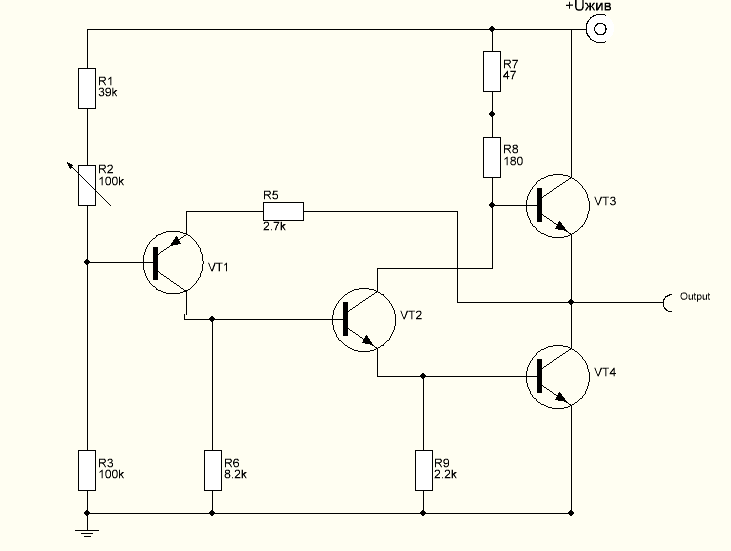 +Uжив
R1
39k
R7
47
R2
100k
R8
180
R5
2.7k
VT3
VT1
VT2
Output
VT4
R3
100k
R6
8.2k
R9
2.2k